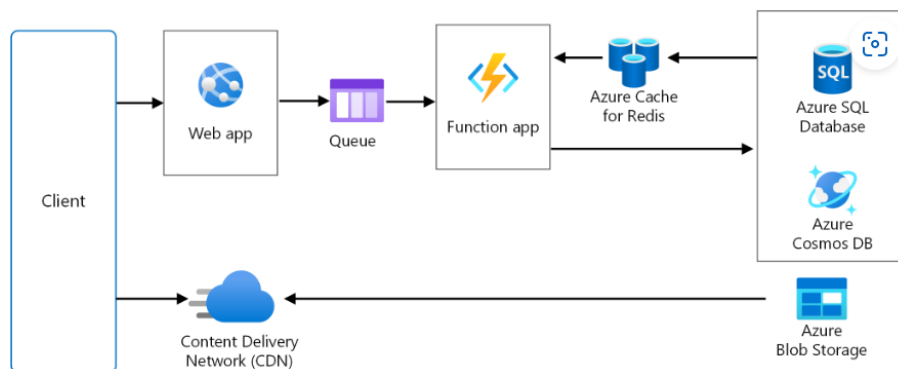 Client
Web app
Queue
Function app
Azure Cache
for Redis
SQL
Azure SQL
Database
Azure
Cosmos DB
Content Delivery
Network (CDN)
Azure
Blob Storage